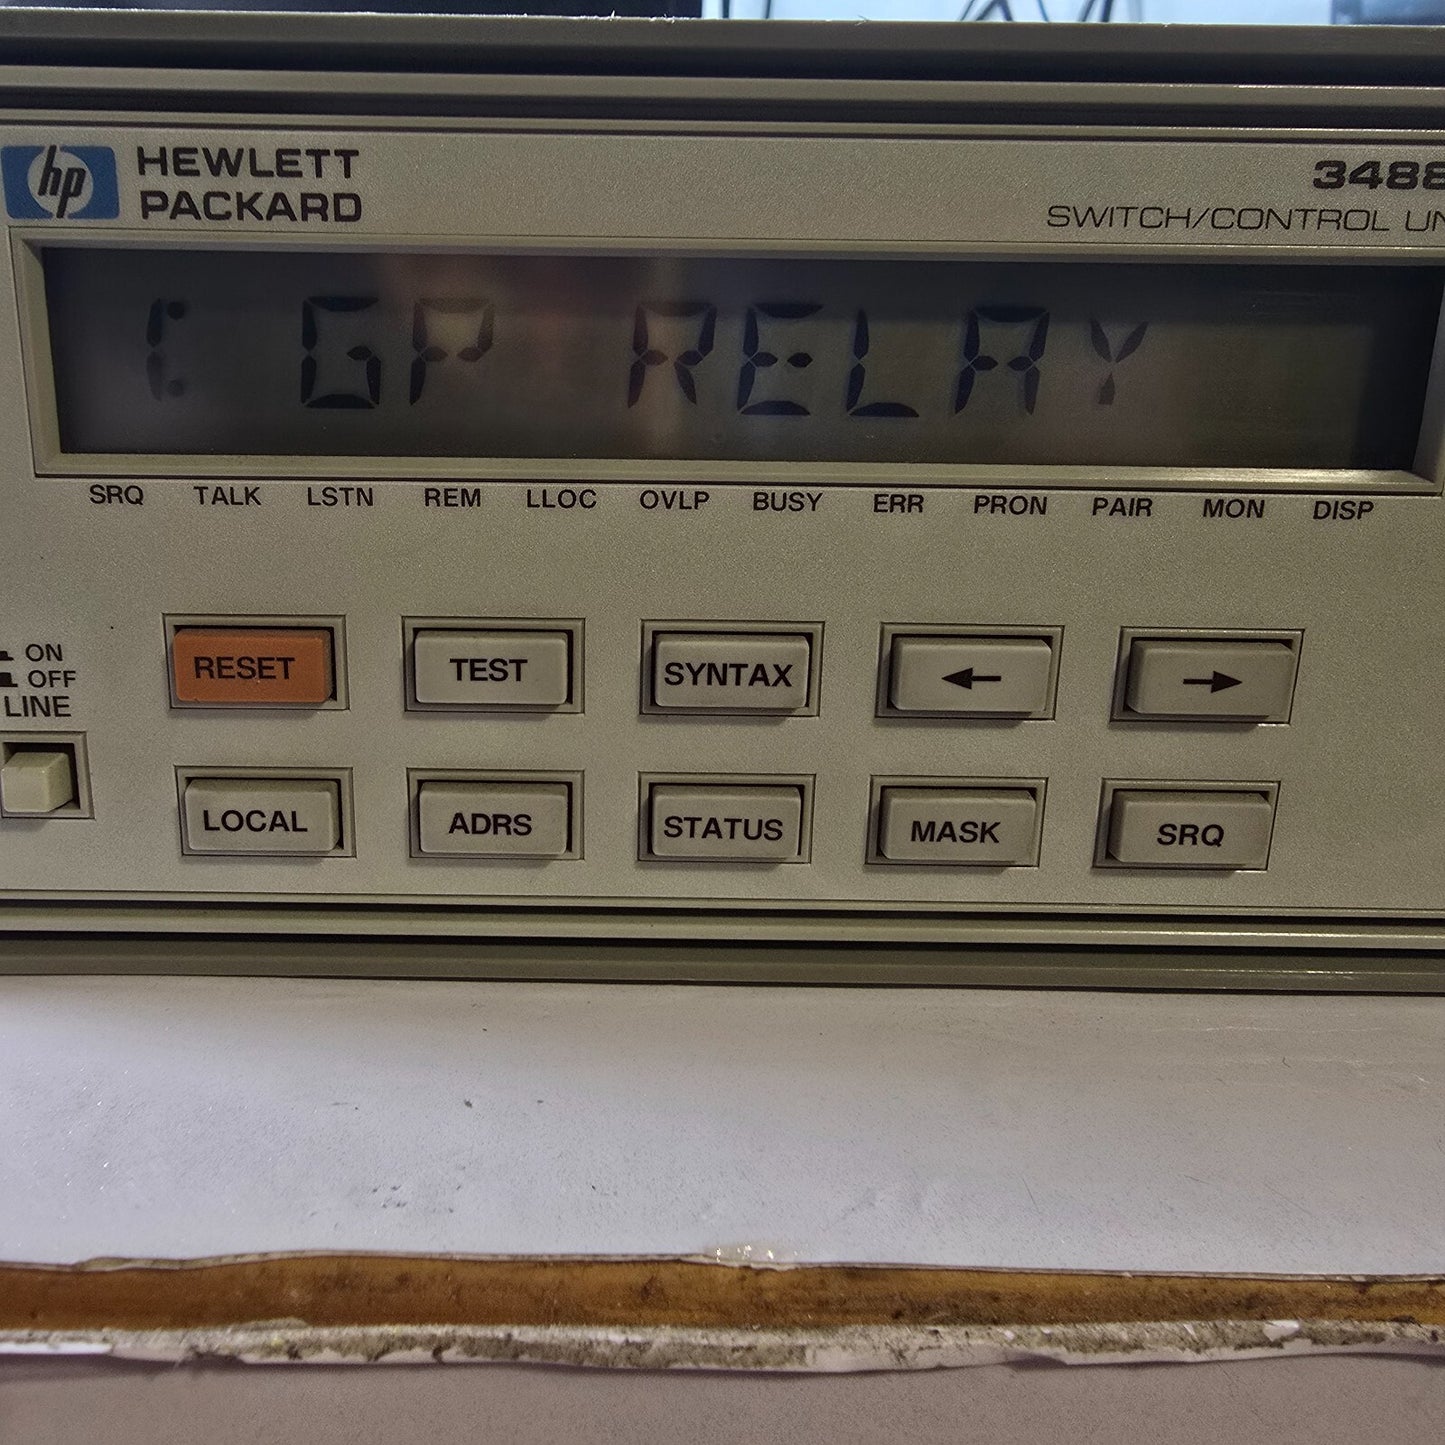 hp HEWLETT
PACKARD
3488
SWITCH/CONTROL UN
1: GP RELAY
SRQ TALK LSTN REM LLOC OVLP BUSY ERR PRON PAIR MON DISP
ON
OFF
LINE
RESET TEST SYNTAX ← →
LOCAL ADRS STATUS MASK SRQ